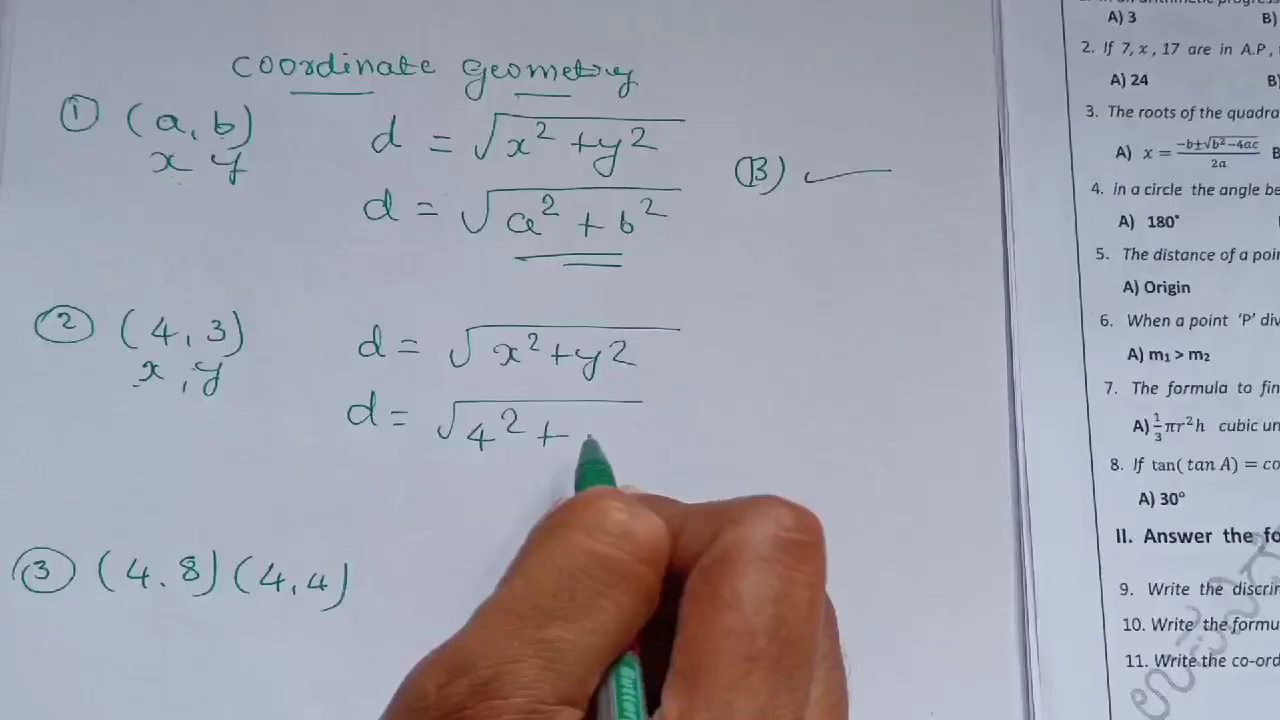 coordinate geometry
① (a, b)
x y
d = √x² + y²
d = √a² + b²
(B)
② (4, 3)
x, y
d = √x² + y²
d = √4² +
③ (4.8) (4, 4)
A) 3 B)
2. If 7, x, 17 are in A.P,
A) 24 B)
3. The roots of the quadra
A) x = -b±√b²-4ac / 2a B
4. in a circle the angle be
A) 180°
5. The distance of a poi
A) Origin
6. When a point 'P' div
A) m₁ > m₂
7. The formula to fin
A) 1/3 πr²h cubic un
8. If tan( tan A) = co
A) 30°
II. Answer the fo
9. Write the discrin
10. Write the formu
11. Write the co-ord